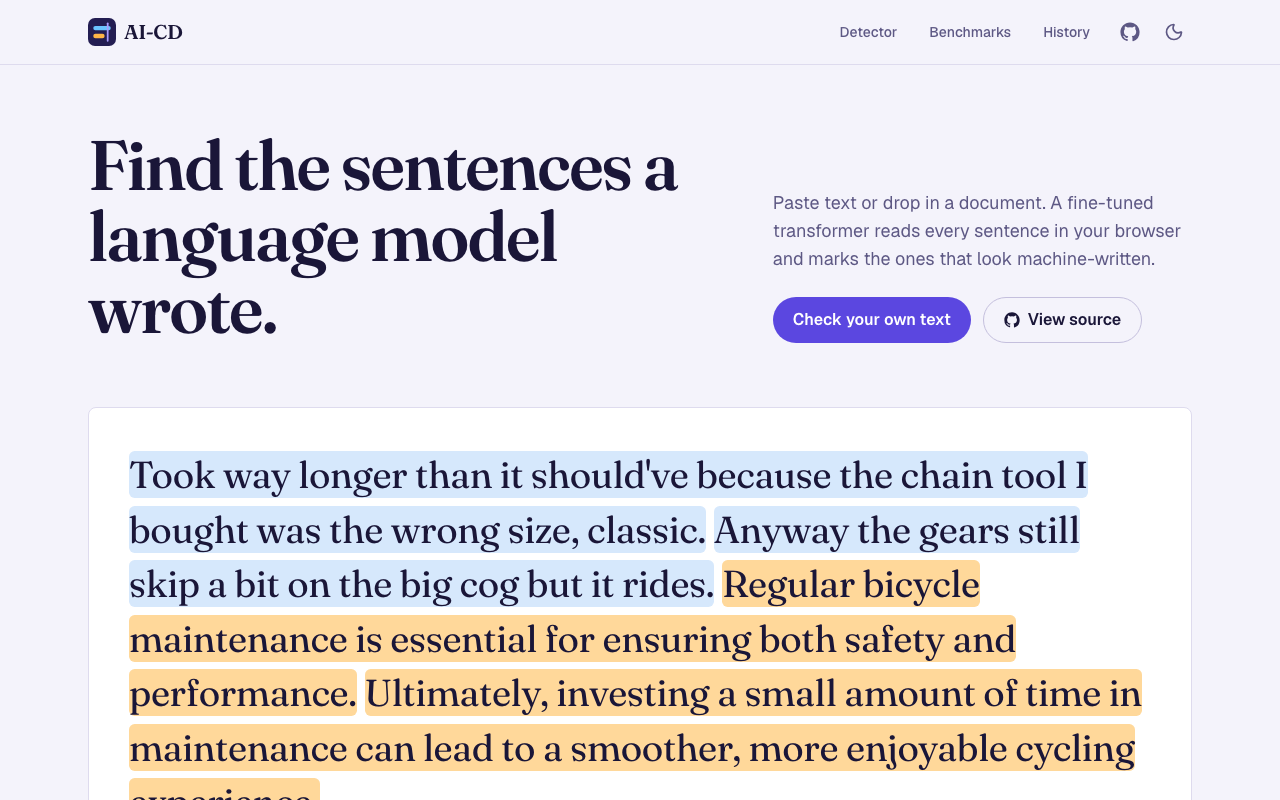 AI-CD
Detector
Benchmarks
History
Find the sentences a
language model
wrote.
Paste text or drop in a document. A fine-tuned
transformer reads every sentence in your browser
and marks the ones that look machine-written.
Check your own text
View source
Took way longer than it should've because the chain tool I
bought was the wrong size, classic. Anyway the gears still
skip a bit on the big cog but it rides. Regular bicycle
maintenance is essential for ensuring both safety and
performance. Ultimately, investing a small amount of time in
maintenance can lead to a smoother, more enjoyable cycling
experience.